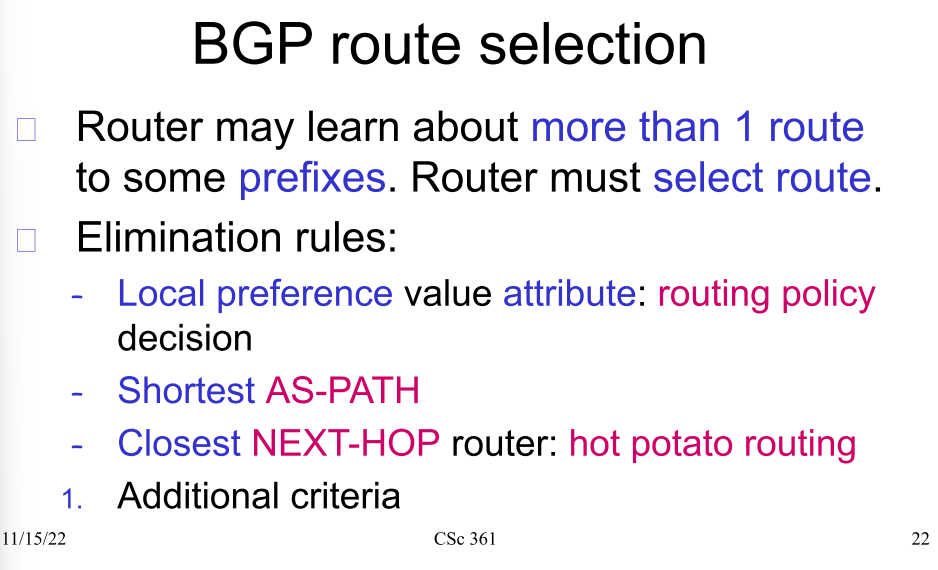 BGP route selection
Router may learn about more than 1 route
to some prefixes. Router must select route.
Elimination rules:
- Local preference value attribute: routing policy
decision
- Shortest AS-PATH
- Closest NEXT-HOP router: hot potato routing
1. Additional criteria
11/15/22 CSc 361 22